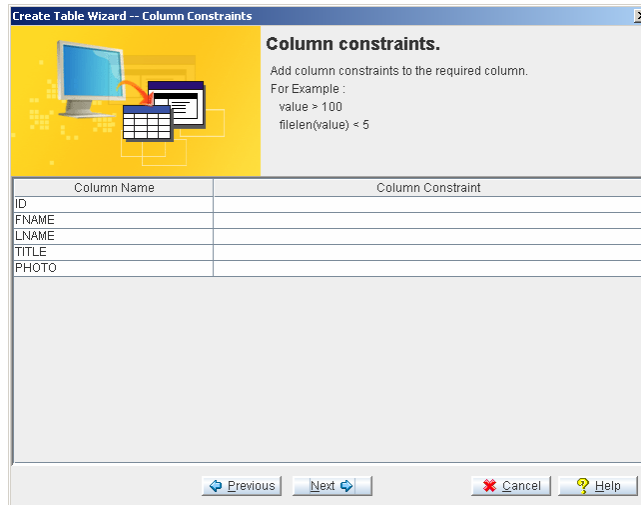 Create Table Wizard -- Column Constraints
Column constraints.
Add column constraints to the required column.
For Example :
value > 100
filelen(value) < 5
Column Name Column Constraint
ID
FNAME
LNAME
TITLE
PHOTO
Previous Next Cancel Help